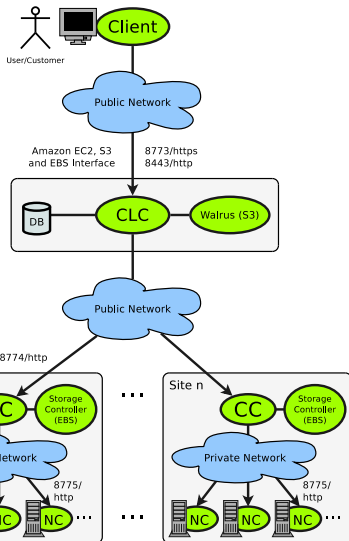 Client
User/Customer
Public Network
Amazon EC2, S3
and EBS Interface
8773/https
8443/http
DB
CLC
Walrus (S3)
Public Network
8774/http
...
Site n
C
Storage
Controller
(EBS)
CC
Storage
Controller
(EBS)
etwork
8775/
http
Private Network
8775/
http
NC
NC
...
...
NC
NC
NC
...